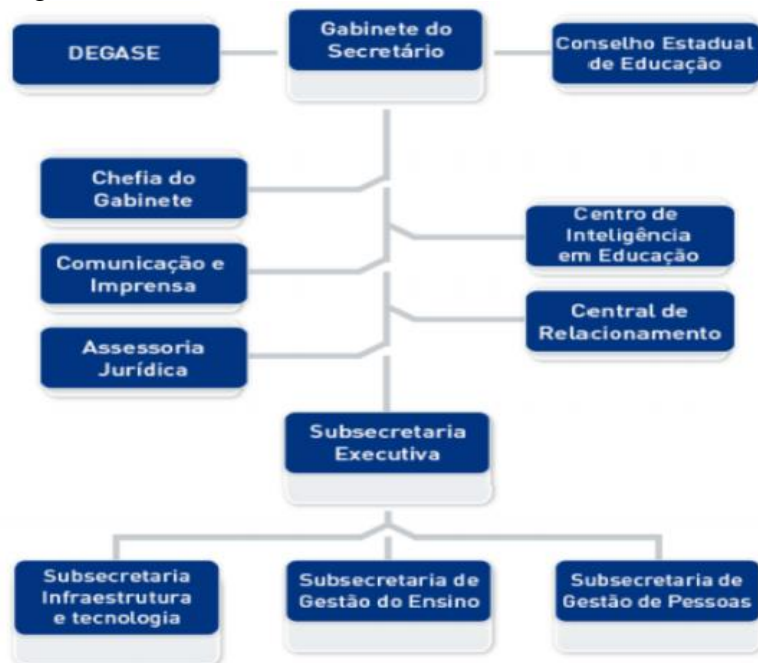 DEGASE
Gabinete do
Secretário
Conselho Estadual
de Educação
Chefia do
Gabinete
Centro de
Inteligência
em Educação
Comunicação e
Imprensa
Central de
Relacionamento
Assessoria
Jurídica
Subsecretaria
Executiva
Subsecretaria
Infraestrutura
e tecnologia
Subsecretaria de
Gestão do Ensino
Subsecretaria de
Gestão de Pessoas